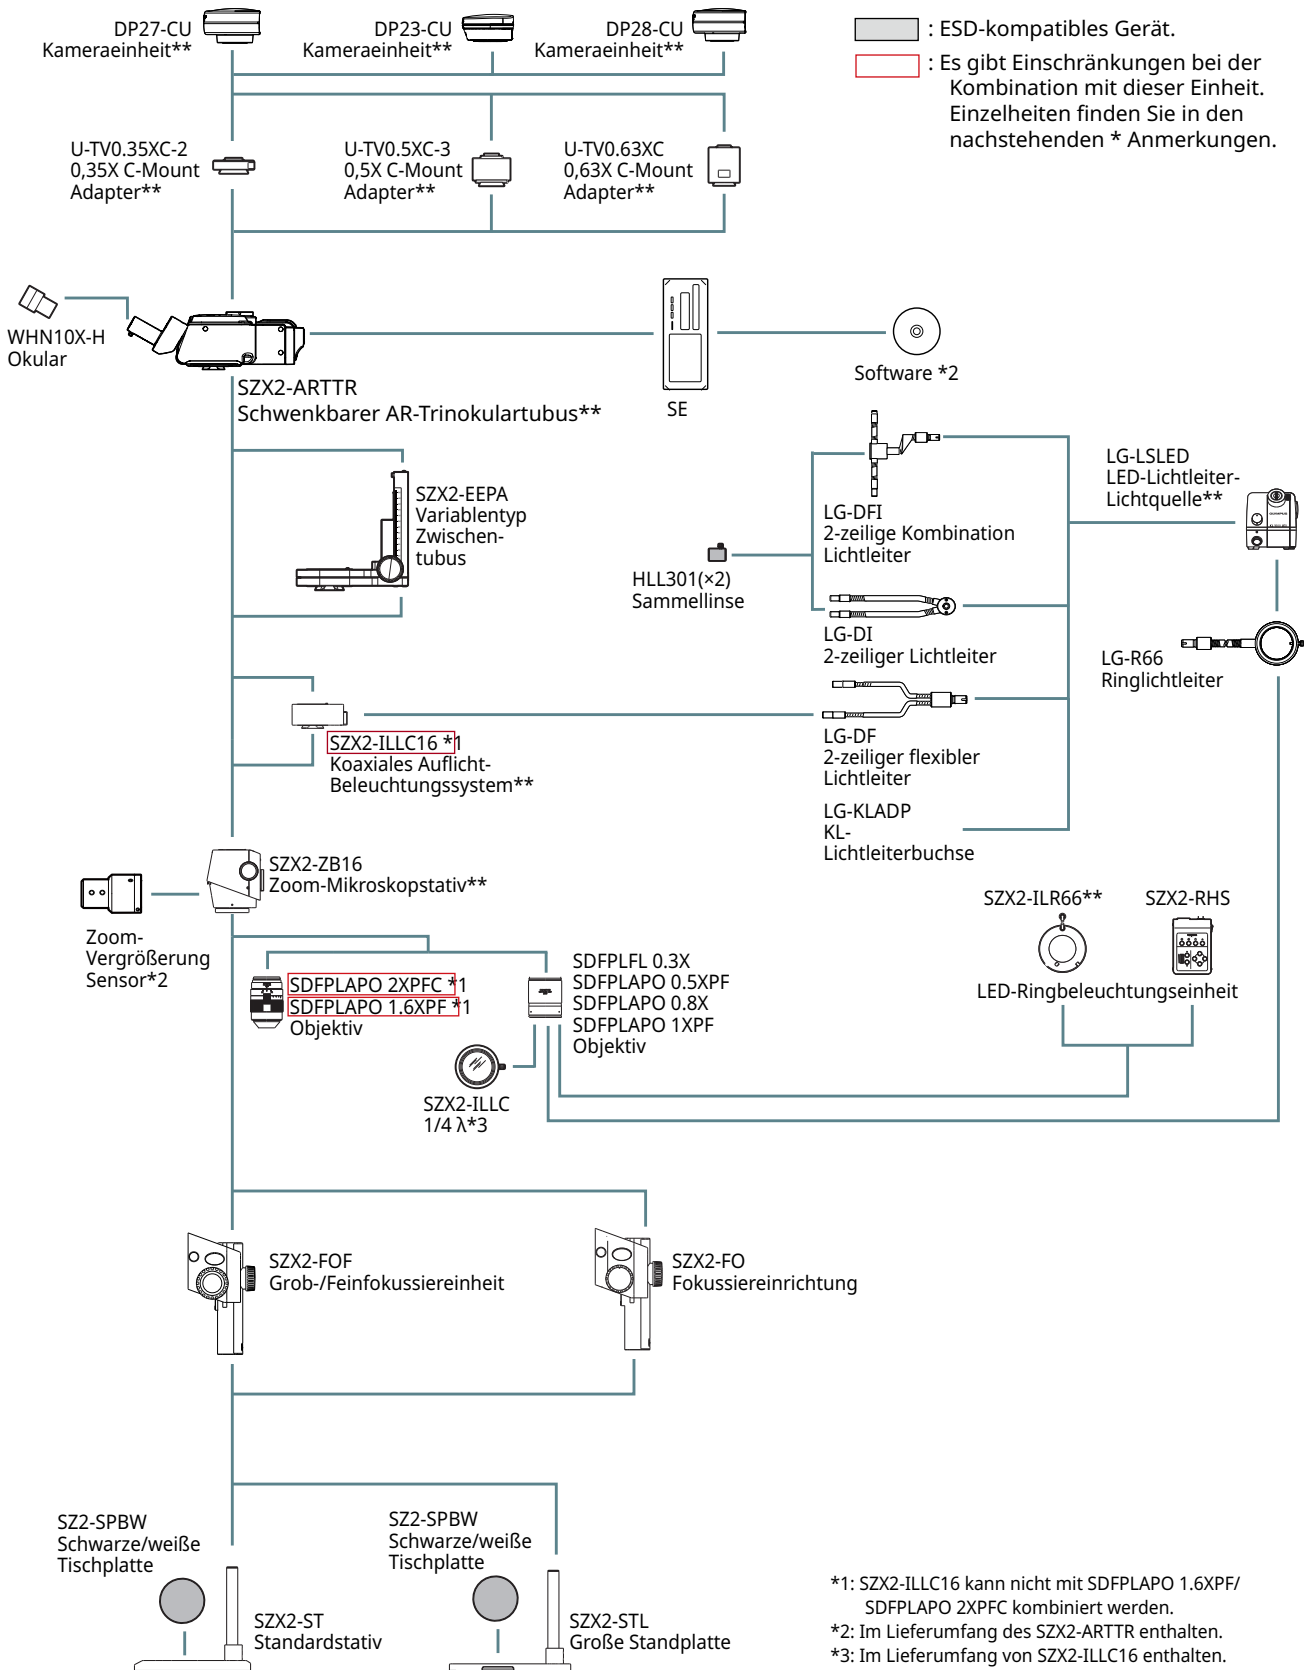 DP27-CU
Kameraeinheit**
DP23-CU
Kameraeinheit**
DP28-CU
Kameraeinheit**
: ESD-kompatibles Gerät.
: Es gibt Einschränkungen bei der
Kombination mit dieser Einheit.
Einzelheiten finden Sie in den
nachstehenden * Anmerkungen.
U-TV0.35XC-2
0,35X C-Mount
Adapter**
U-TV0.5XC-3
0,5X C-Mount
Adapter**
U-TV0.63XC
0,63X C-Mount
Adapter**
WHN10X-H
Okular
SZX2-ARTTR
Schwenkbarer AR-Trinokulartubus**
SE
Software *2
SZX2-EEPA
Variablentyp
Zwischen-
tubus
LG-DFI
2-zeilige Kombination
Lichtleiter
LG-LSLED
LED-Lichtleiter-
Lichtquelle**
HLL301(×2)
Sammellinse
LG-DI
2-zeiliger Lichtleiter
LG-R66
Ringlichtleiter
SZX2-ILLC16 *1
Koaxiales Auflicht-
Beleuchtungssystem**
LG-DF
2-zeiliger flexibler
Lichtleiter
LG-KLADP
KL-
Lichtleiterbuchse
SZX2-ZB16
Zoom-Mikroskopstativ**
Zoom-
Vergrößerung
Sensor*2
SZX2-ILR66**
SZX2-RHS
LED-Ringbeleuchtungseinheit
SDFPLAPO 2XPFC *1
SDFPLAPO 1.6XPF *1
Objektiv
SDFPLFL 0.3X
SDFPLAPO 0.5XPF
SDFPLAPO 0.8X
SDFPLAPO 1XPF
Objektiv
SZX2-ILLC
1/4 λ*3
SZX2-FOF
Grob-/Feinfokussiereinheit
SZX2-FO
Fokussiereinrichtung
SZ2-SPBW
Schwarze/weiße
Tischplatte
SZ2-SPBW
Schwarze/weiße
Tischplatte
SZX2-ST
Standardstativ
SZX2-STL
Große Standplatte
*1: SZX2-ILLC16 kann nicht mit SDFPLAPO 1.6XPF/
SDFPLAPO 2XPFC kombiniert werden.
*2: Im Lieferumfang des SZX2-ARTTR enthalten.
*3: Im Lieferumfang von SZX2-ILLC16 enthalten.